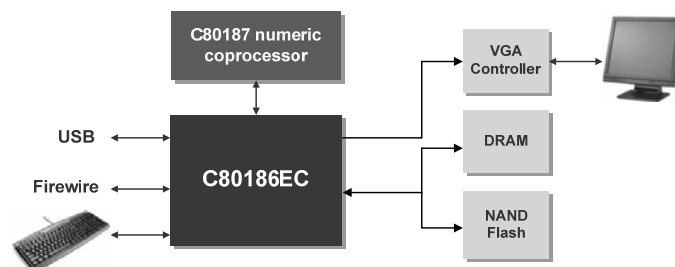 C80187 numeric
coprocessor
VGA
Controller
USB
DRAM
C80186EC
Firewire
NAND
Flash